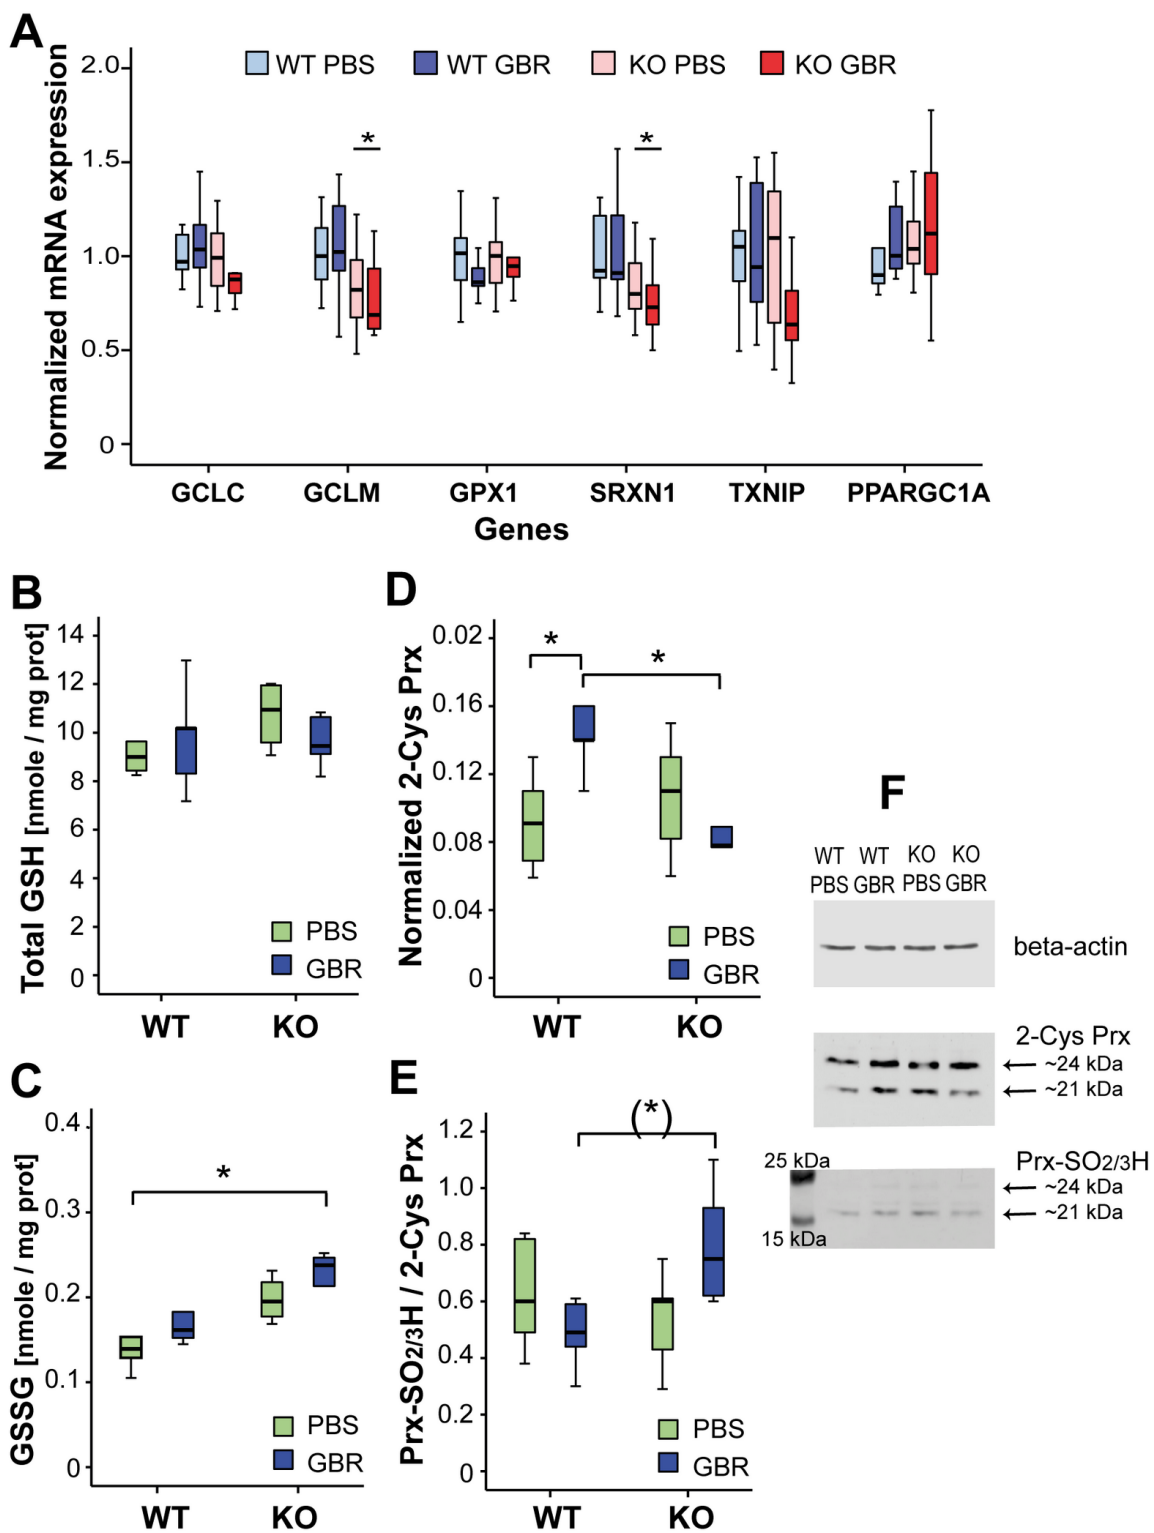 A
Normalized mRNA expression
WT PBS WT GBR KO PBS KO GBR
2.0
1.5
1.0
0.5
0
* *
GCLC GCLM GPX1 SRXN1 TXNIP PPARGC1A
Genes
B
Total GSH [nmole / mg prot]
14
12
10
8
6
4
2
0
PBS
GBR
WT KO
C
GSSG [nmole / mg prot]
0.4
0.3
0.2
0.1
0
*
PBS
GBR
WT KO
D
Normalized 2-Cys Prx
0.02
0.16
0.12
0.08
0.04
0
* *
PBS
GBR
WT KO
E
Prx-SO2/3H / 2-Cys Prx
1.2
1.0
0.8
0.6
0.4
0.2
0
(*)
PBS
GBR
WT KO
F
WT WT KO KO
PBS GBR PBS GBR
beta-actin
2-Cys Prx
~24 kDa
~21 kDa
25 kDa
Prx-SO2/3H
~24 kDa
~21 kDa
15 kDa